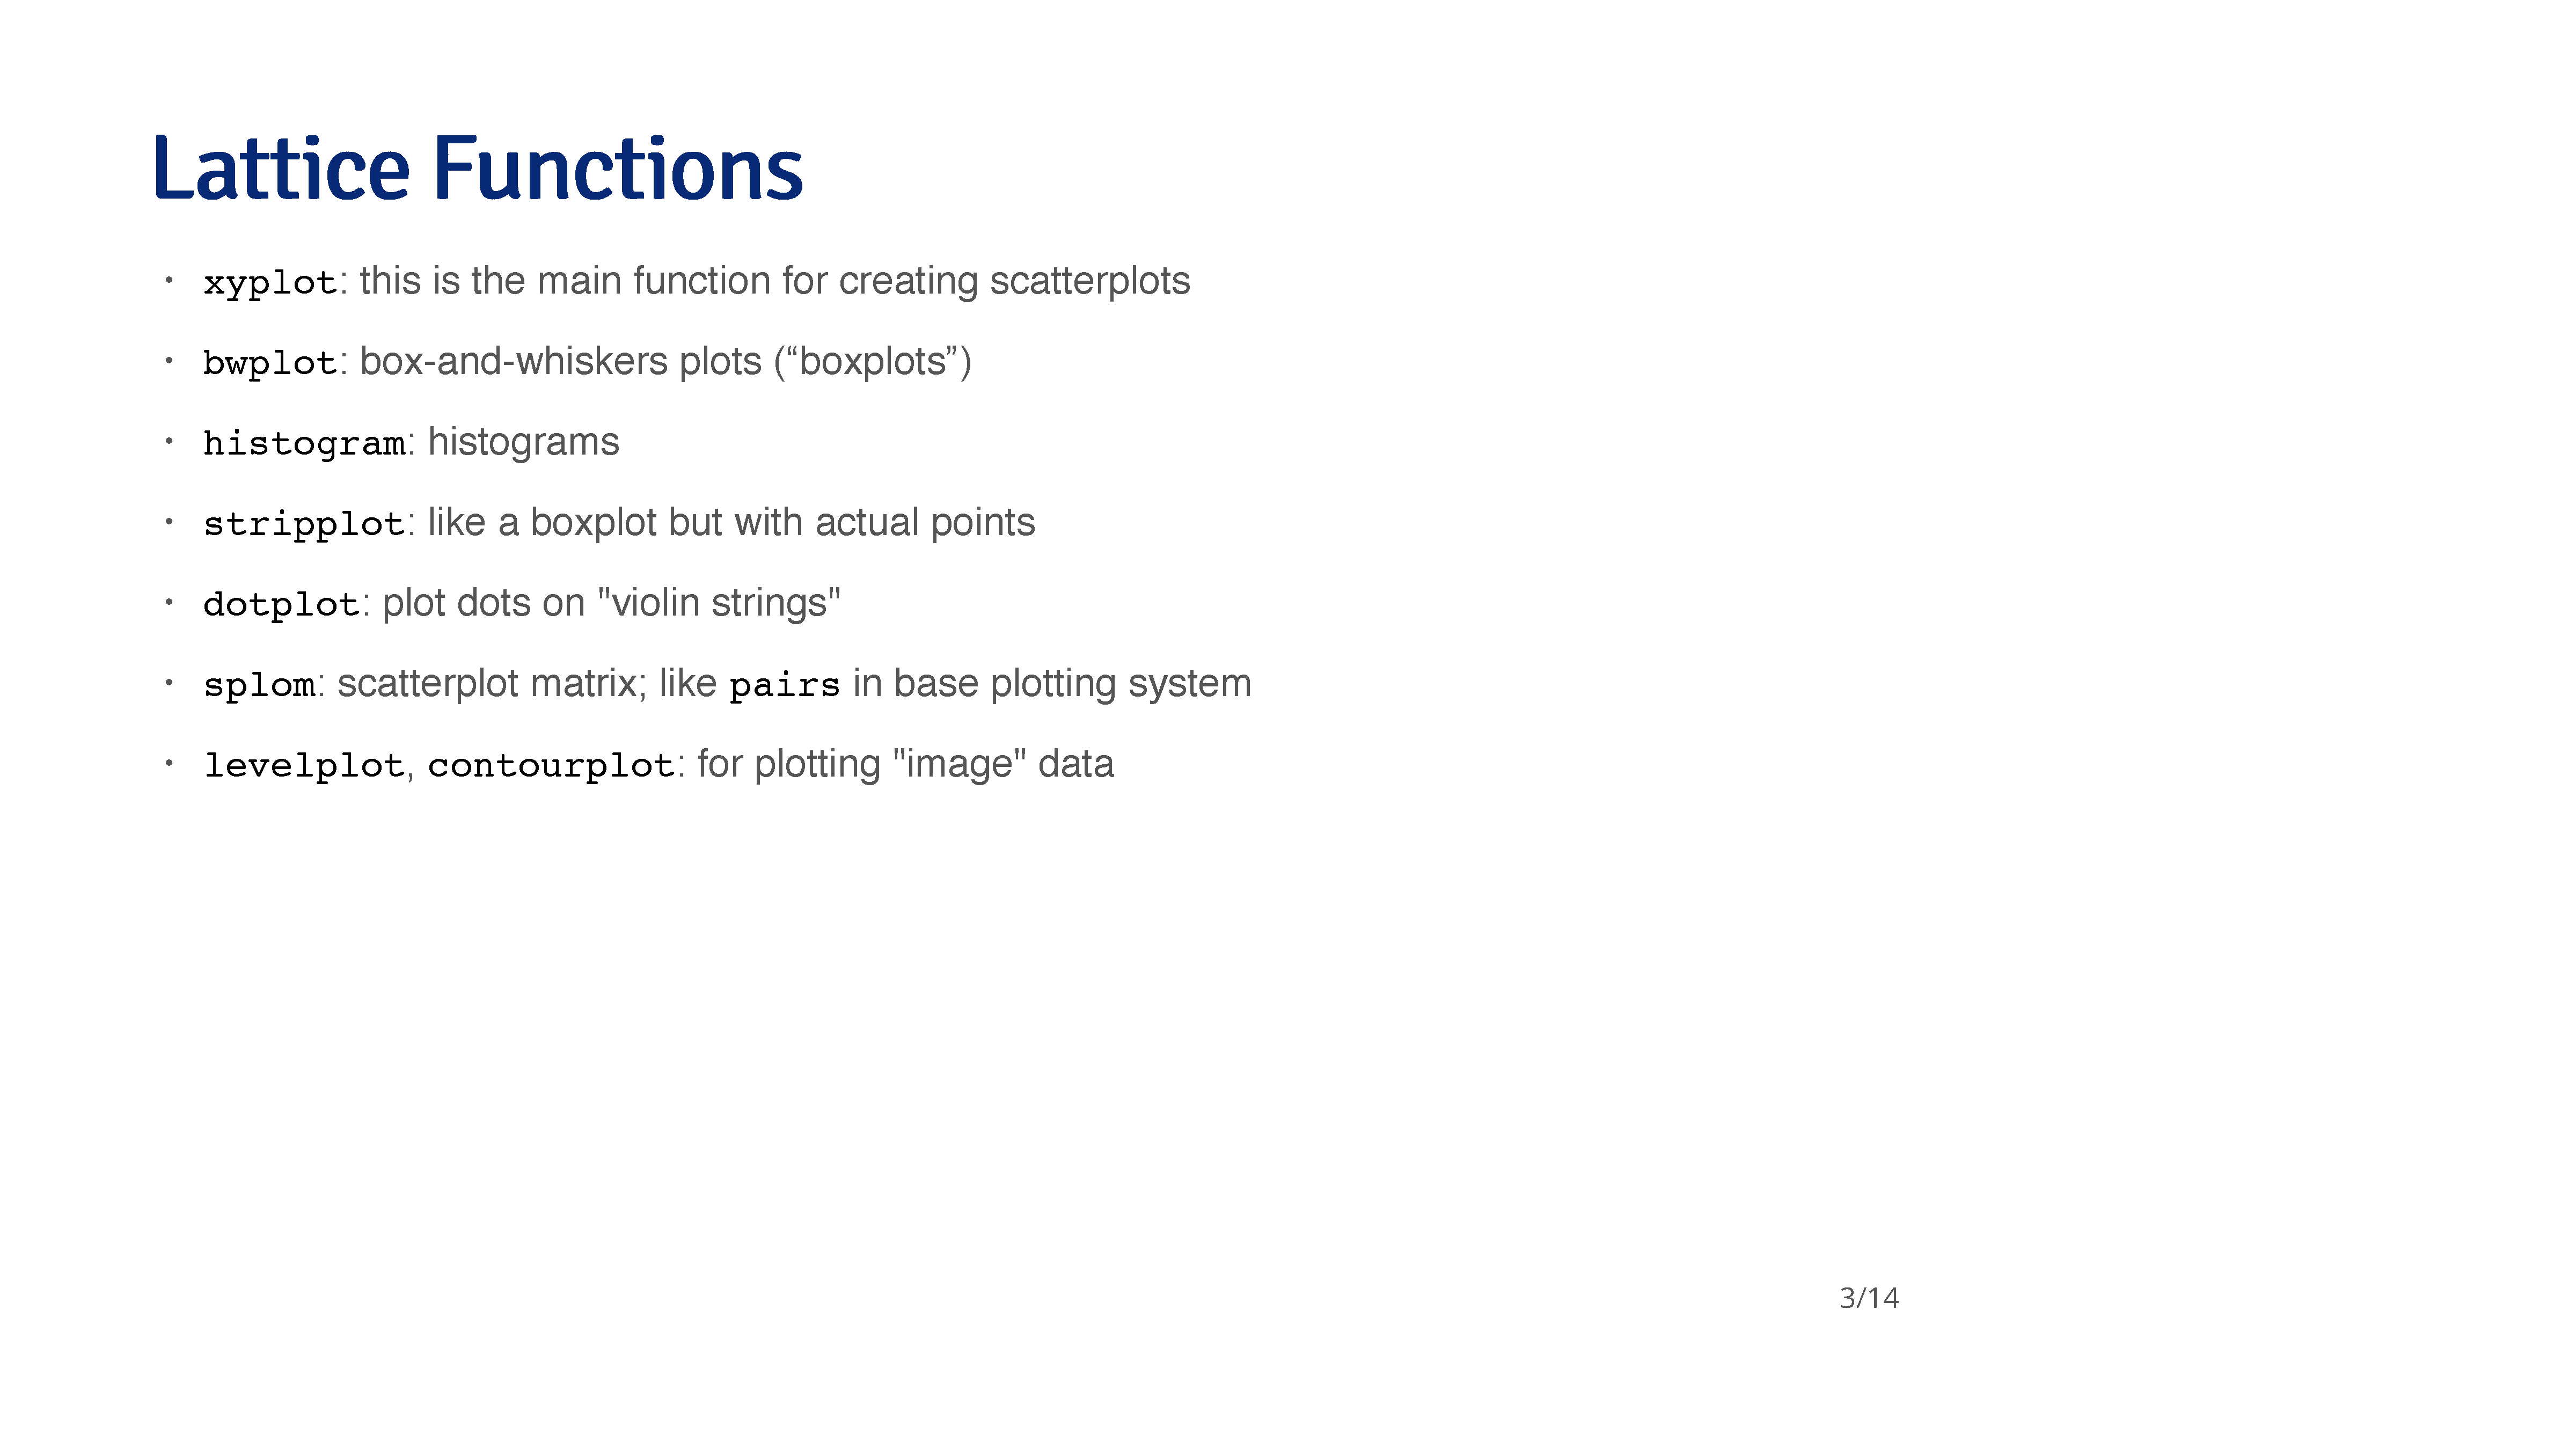 Lattice Functions
· xyplot: this is the main function for creating scatterplots
· bwplot: box-and-whiskers plots (“boxplots”)
· histogram: histograms
· stripplot: like a boxplot but with actual points
· dotplot: plot dots on "violin strings"
· splom: scatterplot matrix; like pairs in base plotting system
· levelplot, contourplot: for plotting "image" data
3/14